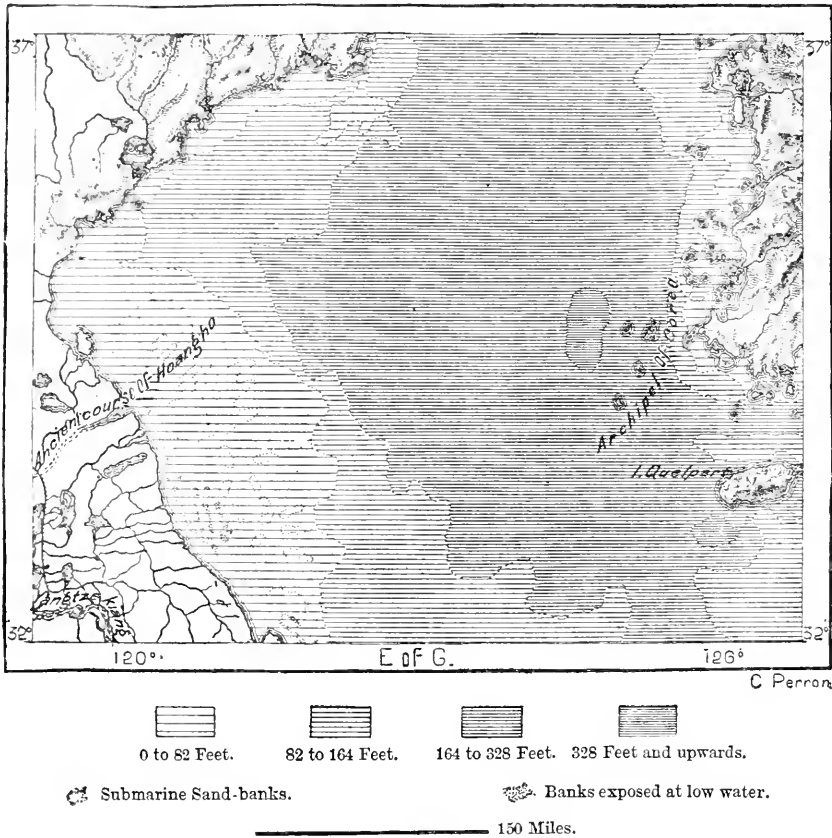 37° 37°
Ancient course of Hoangho
Archipel of Corea
I. Quelpart
Yangtze Kiang
32° 32°
120° E of G. 126°
C Perron
0 to 82 Feet. 82 to 164 Feet. 164 to 328 Feet. 328 Feet and upwards.
Submarine Sand-banks. Banks exposed at low water.
150 Miles.